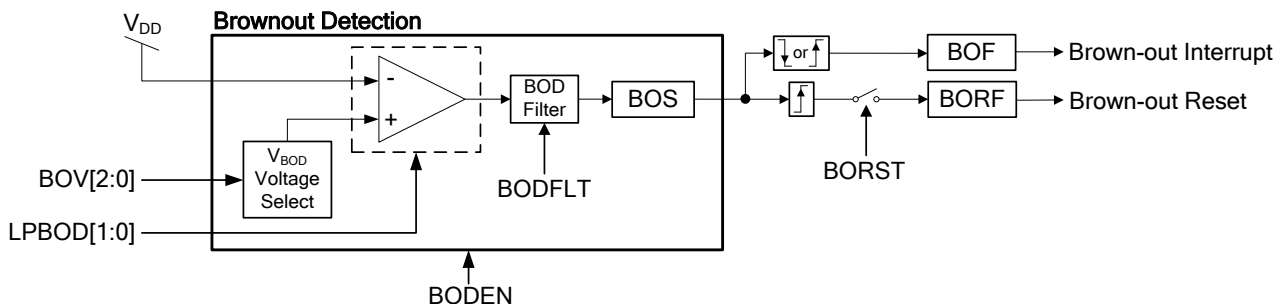 Brownout Detection
VDD
-
+
VBOD
Voltage
Select
BOD
Filter
BOS
or
BOF
Brown-out Interrupt
BORF
Brown-out Reset
BORST
BODFLT
BOV[2:0]
LPBOD[1:0]
BODEN